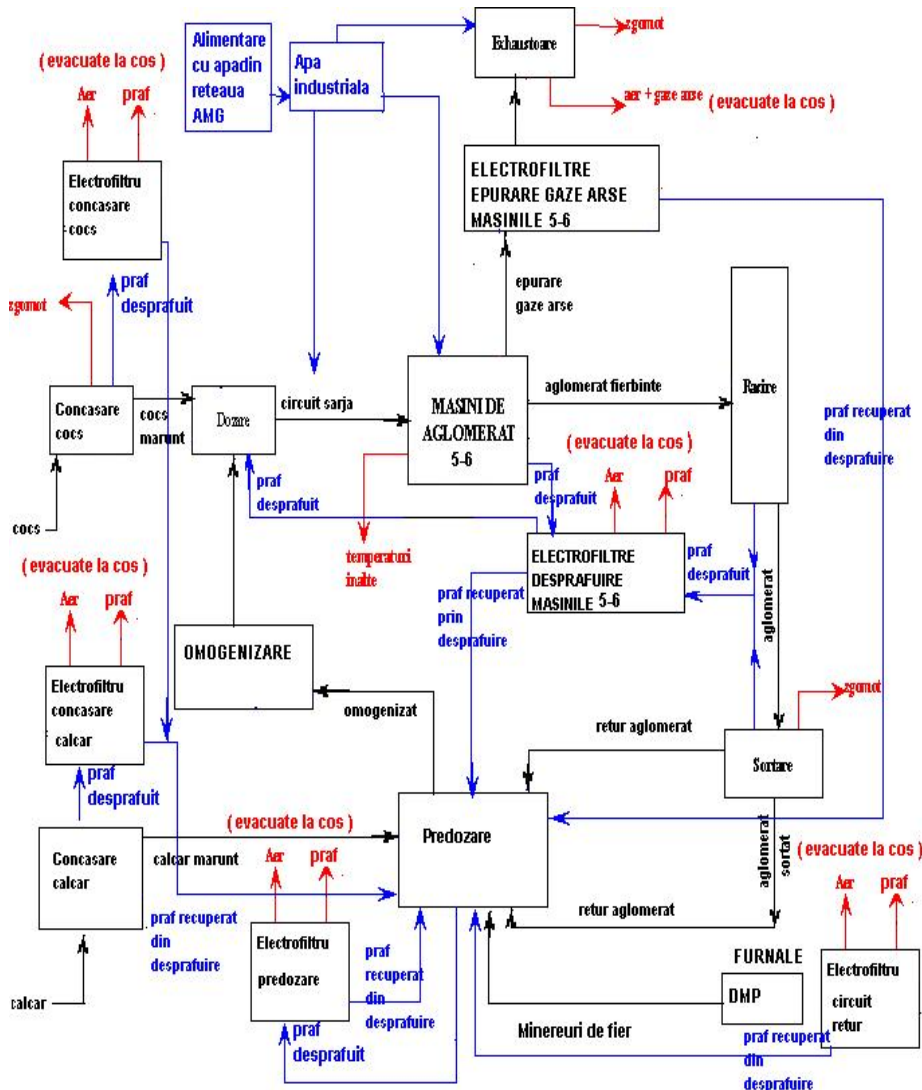 Alimentare
cu apadin
reteaua
AMG
Apa
industriala
Exhaustoare
zgomot
aer + gaze arse
( evacuate la cos )
( evacuate la cos )
Aer
praf
Electrofiltru
concasare
cocs
ELECTROFILTRE
EPURARE GAZE ARSE
MASINILE 5-6
praf
desprafuit
epurare
gaze arse
zgomot
Concasare
cocs
cocs
marunt
Dozare
circuit sarja
MASINI DE
AGLOMERAT
5-6
aglomerat fierbinte
Racire
praf recuperat
din
desprafuire
( evacuate la cos )
Aer
praf
praf
desprafuit
praf
desprafuit
cocs
temperaturi
inalte
ELECTROFILTRE
DESPRAFUIRE
MASINILE 5-6
praf
desprafuit
aglomerat
praf recuperat
prin
desprafuire
( evacuate la cos )
Aer
praf
OMOGENIZARE
Electrofiltru
concasare
calcar
omogenizat
zgomot
retur aglomerat
Sortare
praf
desprafuit
Predozare
( evacuate la cos )
Concasare
calcar
calcar marunt
Aer
praf
aglomerat
sortat
( evacuate la cos )
Aer
praf
praf recuperat
din
desprafuire
retur aglomerat
Electrofiltru
predozare
praf
recuperat
din
desprafuire
FURNALE
DMP
Electrofiltru
circuit
retur
calcar
praf
desprafuit
Minereuri de fier
praf recuperat
din
desprafuire